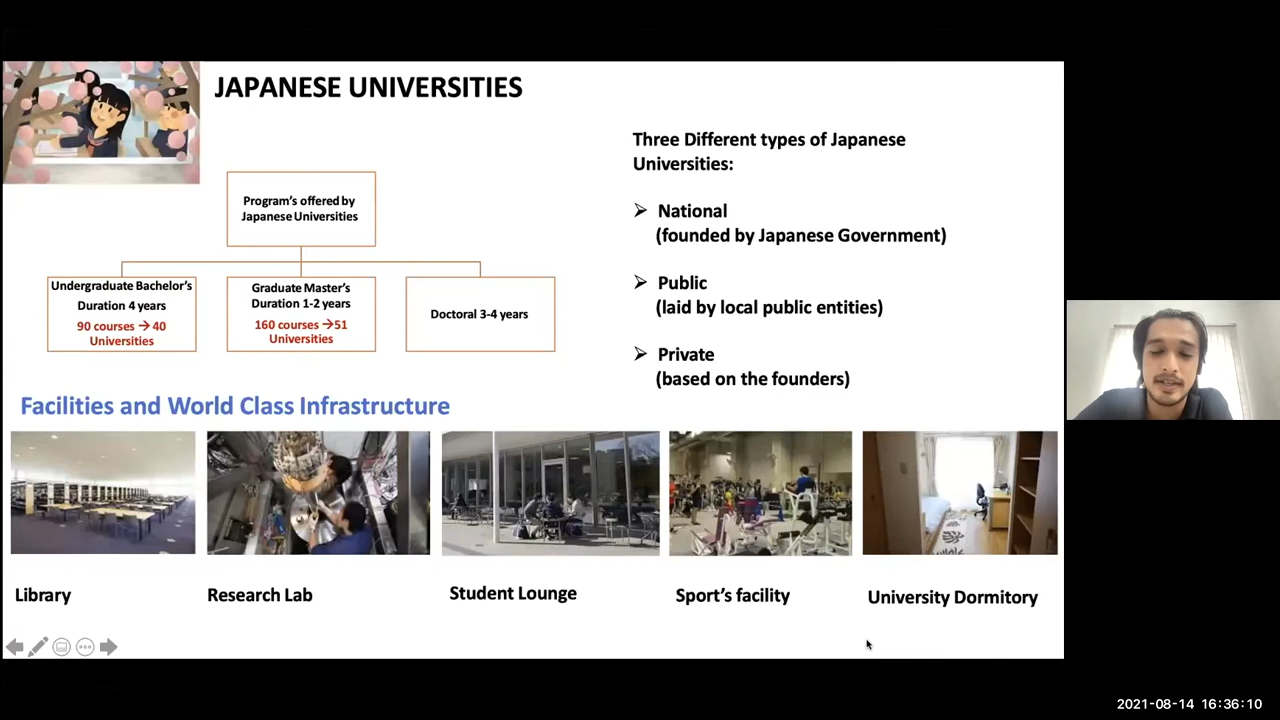 JAPANESE UNIVERSITIES
Program's offered by
Japanese Universities
Undergraduate Bachelor's
Duration 4 years
90 courses → 40
Universities
Graduate Master's
Duration 1-2 years
160 courses →51
Universities
Doctoral 3-4 years
Three Different types of Japanese
Universities:
➢ National
(founded by Japanese Government)
➢ Public
(laid by local public entities)
➢ Private
(based on the founders)
Facilities and World Class Infrastructure
Library
Research Lab
Student Lounge
Sport's facility
University Dormitory
2021-08-14 16:36:10